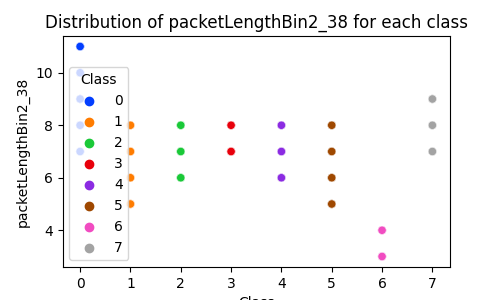 Distribution of packetLengthBin2_38 for each class
packetLengthBin2_38
10
8
6
4
Class
0
1
2
3
4
5
6
7
0 1 2 3 4 5 6 7
Class